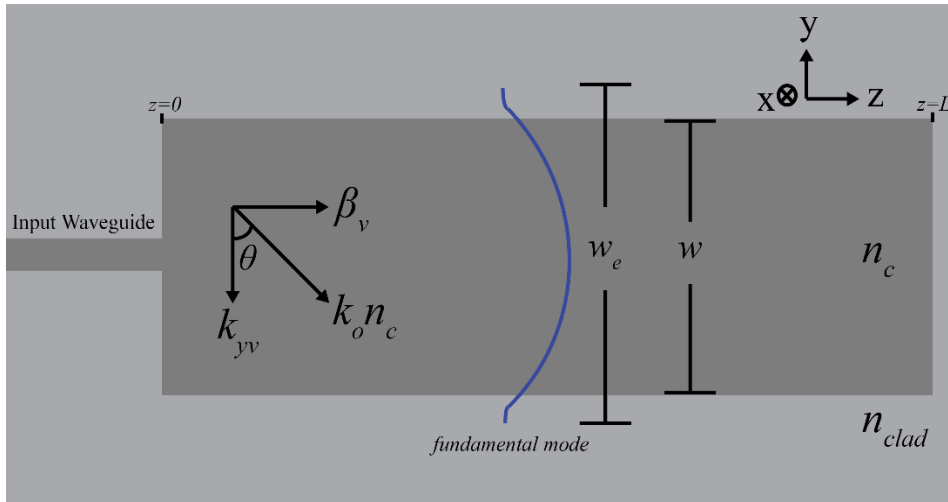 y
x
z
z=0
z=L
Input Waveguide
β_v
θ
k_yv
k_o n_c
w_e
w
n_c
fundamental mode
n_clad